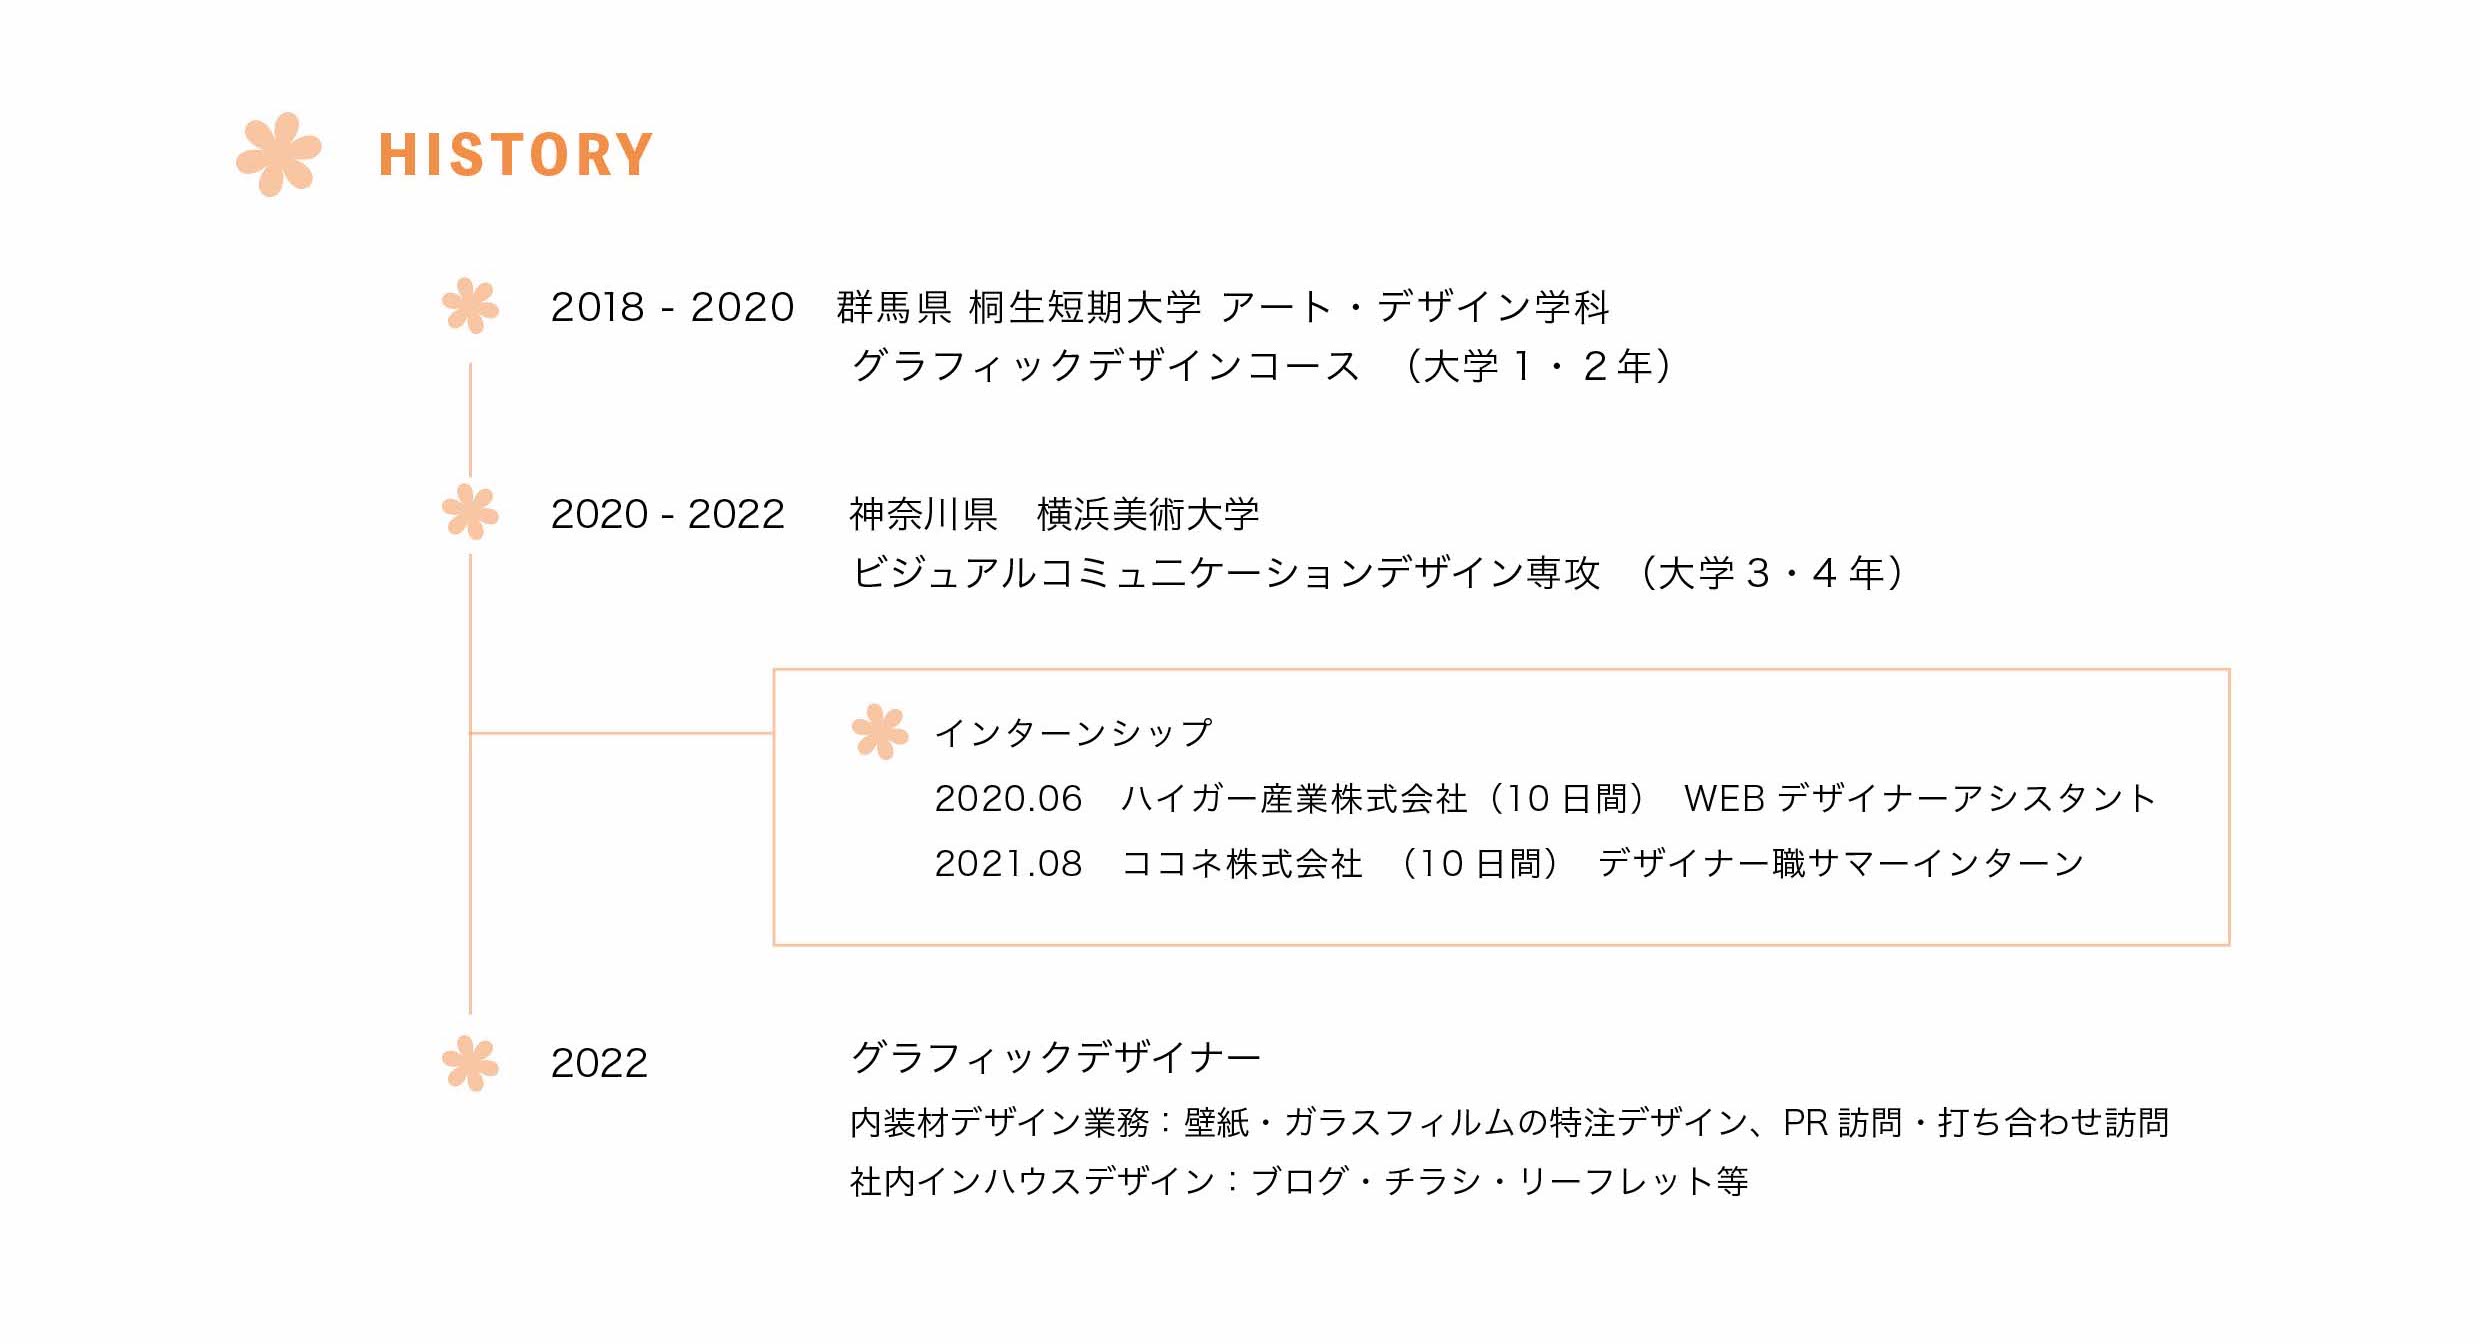 HISTORY
2018 - 2020　群馬県 桐生短期大学 アート・デザイン学科
グラフィックデザインコース　（大学 1・2 年）
2020 - 2022　神奈川県　横浜美術大学
ビジュアルコミュニケーションデザイン専攻　（大学 3・4 年）
インターンシップ
2020.06　ハイガー産業株式会社（10 日間）　WEB デザイナーアシスタント
2021.08　ココネ株式会社　（10 日間）　デザイナー職サマーインターン
2022　グラフィックデザイナー
内装材デザイン業務：壁紙・ガラスフィルムの特注デザイン、PR 訪問・打ち合わせ訪問
社内インハウスデザイン：ブログ・チラシ・リーフレット等